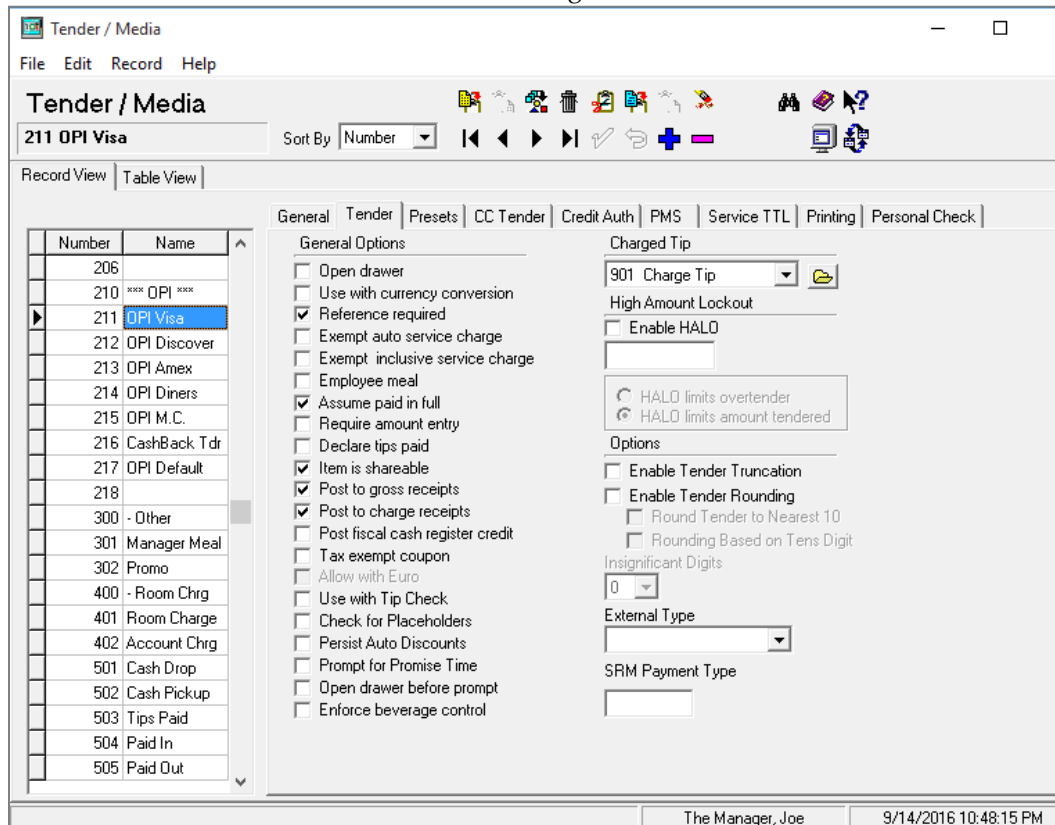 Tender / Media
File Edit Record Help
Tender / Media
211 OPI Visa
Sort By Number
Record View Table View
General Tender Presets CC Tender Credit Auth PMS Service TTL Printing Personal Check
Number Name
206
210 *** OPI ***
211 OPI Visa
212 OPI Discover
213 OPI Amex
214 OPI Diners
215 OPI M.C.
216 CashBack Tdr
217 OPI Default
218
300 - Other
301 Manager Meal
302 Promo
400 - Room Chrg
401 Room Charge
402 Account Chrg
501 Cash Drop
502 Cash Pickup
503 Tips Paid
504 Paid In
505 Paid Out
General Options
Open drawer
Use with currency conversion
Reference required
Exempt auto service charge
Exempt inclusive service charge
Employee meal
Assume paid in full
Require amount entry
Declare tips paid
Item is shareable
Post to gross receipts
Post to charge receipts
Post fiscal cash register credit
Tax exempt coupon
Allow with Euro
Use with Tip Check
Check for Placeholders
Persist Auto Discounts
Prompt for Promise Time
Open drawer before prompt
Enforce beverage control
Charged Tip
901 Charge Tip
High Amount Lockout
Enable HALO
HALO limits overtender
HALO limits amount tendered
Options
Enable Tender Truncation
Enable Tender Rounding
Round Tender to Nearest 10
Rounding Based on Tens Digit
Insignificant Digits
0
External Type
SRM Payment Type
The Manager, Joe
9/14/2016 10:48:15 PM